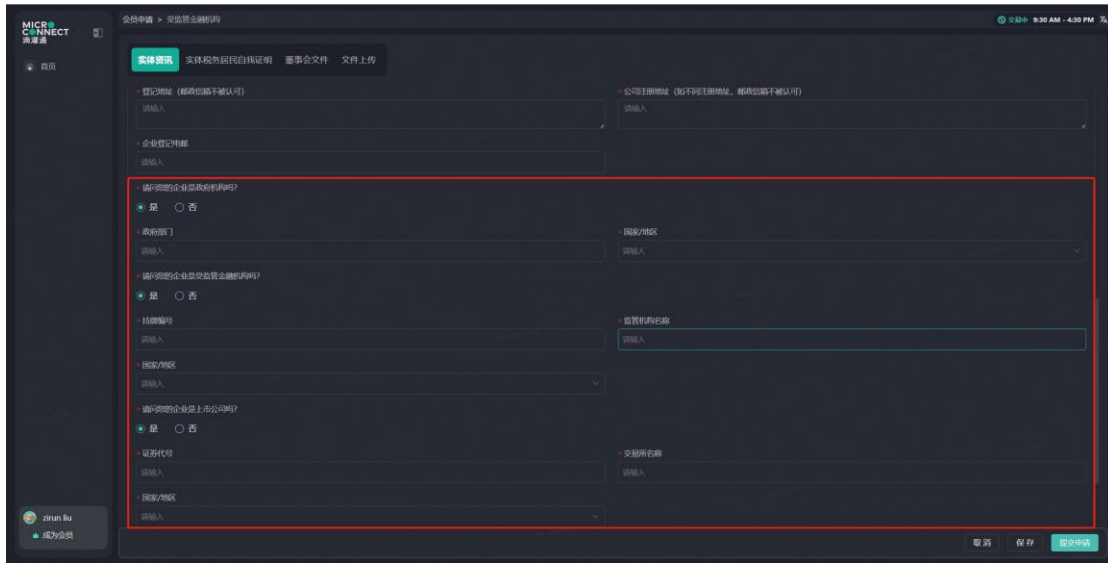 MICRO CONNECT 滴灌通
首页
zirun liu
成为会员
会员申请 > 受监管金融机构
交易中 9:30 AM - 4:30 PM
实体资讯 实体税务居民自我证明 董事会文件 文件上传
* 登记地址（邮政信箱不被认可） * 公司注册地址（如不同注册地址，邮政信箱不被认可）
请输入 请输入
* 企业登记电邮
请输入
* 请问您的企业是政府机构吗？
是 否
* 政府部门 * 国家/地区
请输入 请输入
* 请问您的企业是受监管金融机构吗？
是 否
* 持牌编号 * 监管机构名称
请输入 请输入
* 国家/地区
请输入
* 请问您的企业是上市公司吗？
是 否
* 证券代号 * 交易所名称
请输入 请输入
* 国家/地区
请输入
取消 保存 提交申请